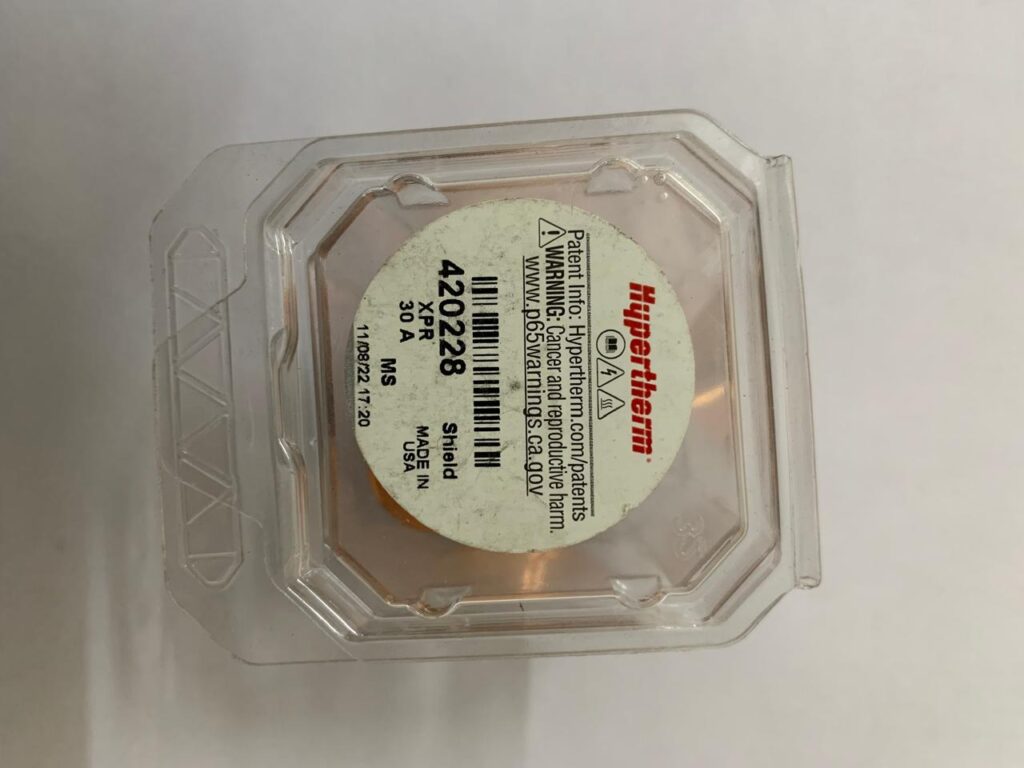 Hypertherm®
Patent Info: Hypertherm.com/patents
WARNING: Cancer and reproductive harm.
www.p65warnings.ca.gov
420228 Shield
XPR MADE IN
30 A USA
MS
11/08/22 17:20